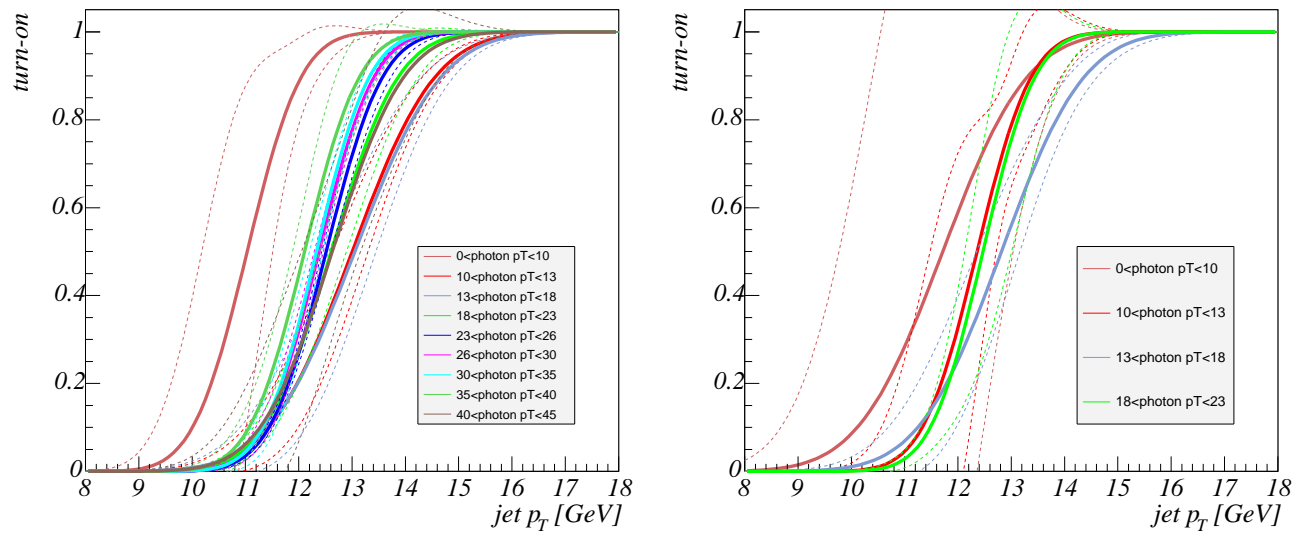 turn-on
1
0.8
0.6
0.4
0.2
0
8 9 10 11 12 13 14 15 16 17 18
jet p_T [GeV]
0<photon pT<10
10<photon pT<13
13<photon pT<18
18<photon pT<23
23<photon pT<26
26<photon pT<30
30<photon pT<35
35<photon pT<40
40<photon pT<45
turn-on
1
0.8
0.6
0.4
0.2
0
8 9 10 11 12 13 14 15 16 17 18
jet p_T [GeV]
0<photon pT<10
10<photon pT<13
13<photon pT<18
18<photon pT<23